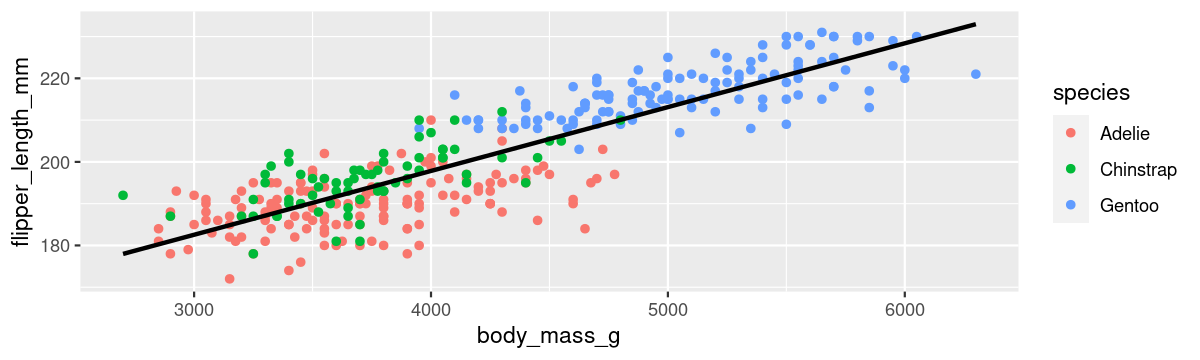 flipper_length_mm
220
200
180
3000 4000 5000 6000
body_mass_g
species
Adelie
Chinstrap
Gentoo